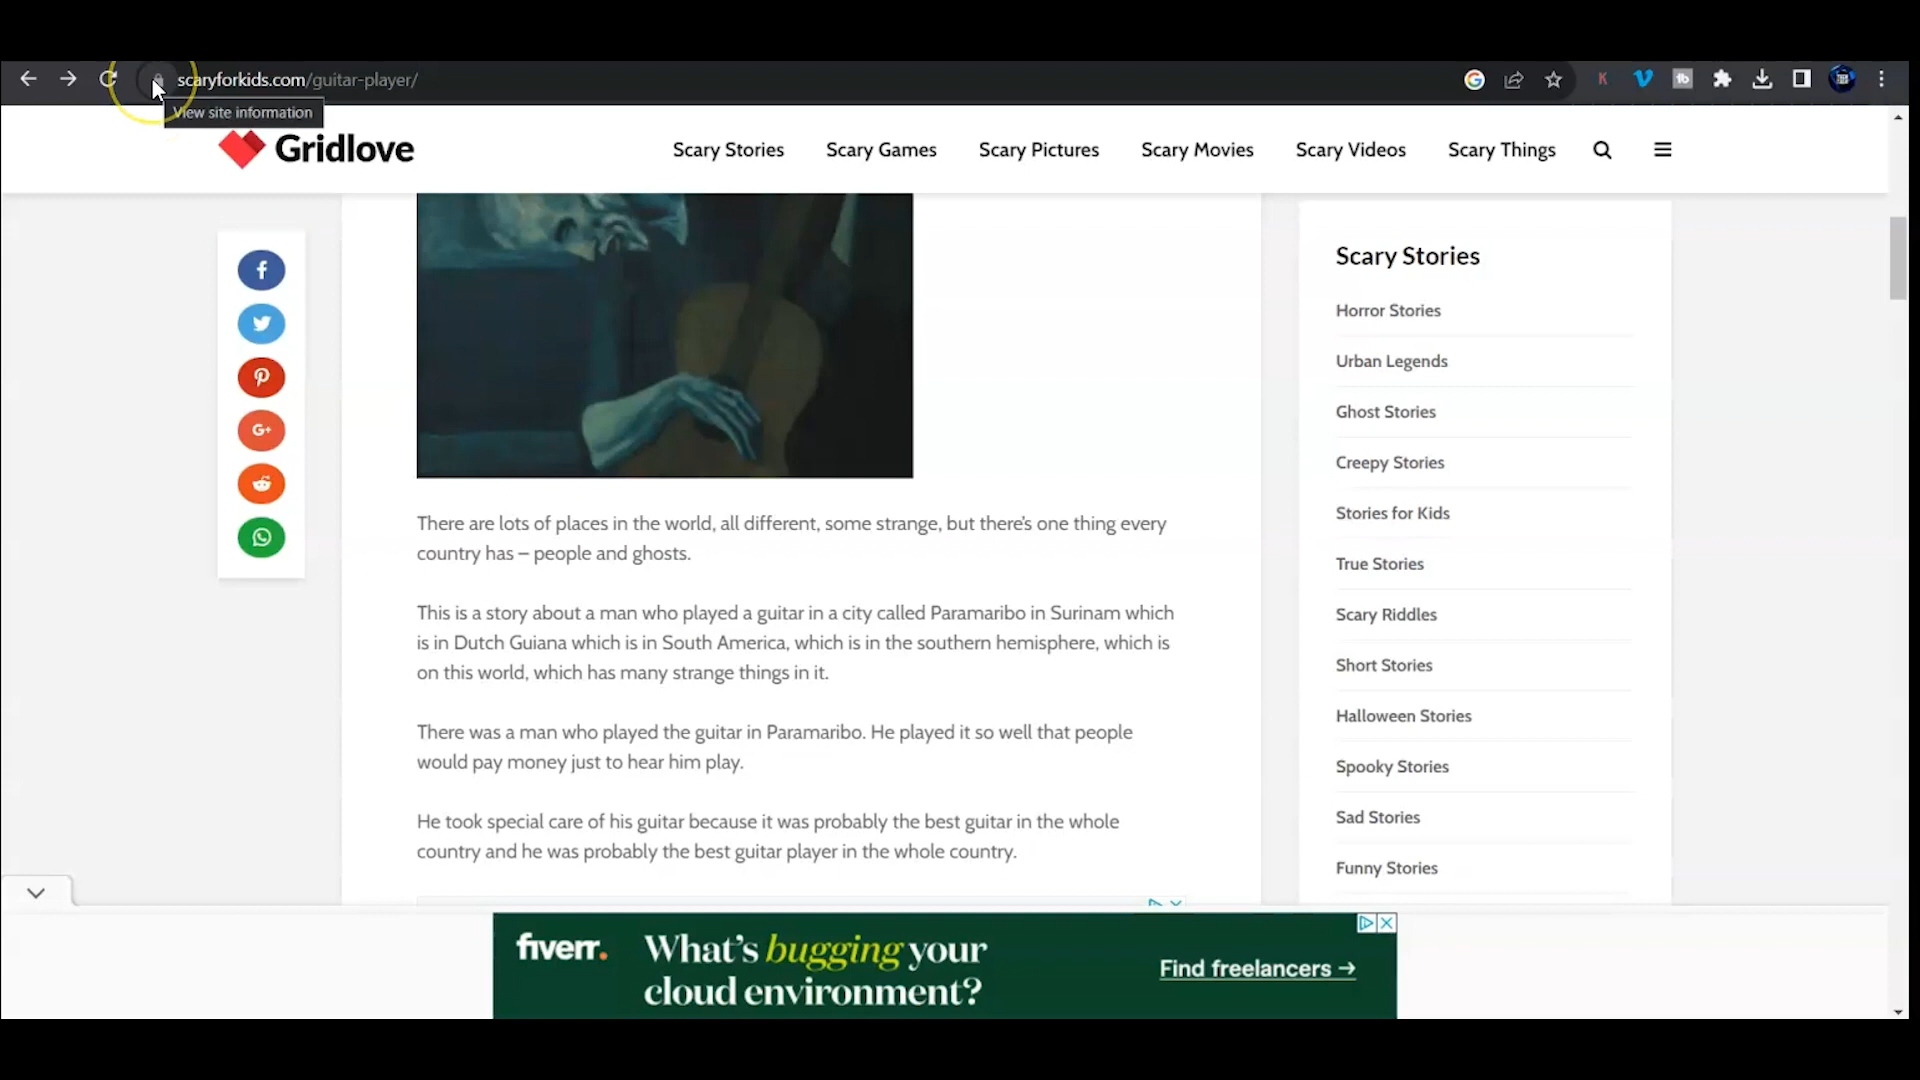 scaryforkids.com/guitar-player/
View site information
Gridlove
Scary Stories
Scary Games
Scary Pictures
Scary Movies
Scary Videos
Scary Things
There are lots of places in the world, all different, some strange, but there's one thing every
country has – people and ghosts.
This is a story about a man who played a guitar in a city called Paramaribo in Surinam which
is in Dutch Guiana which is in South America, which is in the southern hemisphere, which is
on this world, which has many strange things in it.
There was a man who played the guitar in Paramaribo. He played it so well that people
would pay money just to hear him play.
He took special care of his guitar because it was probably the best guitar in the whole
country and he was probably the best guitar player in the whole country.
Scary Stories
Horror Stories
Urban Legends
Ghost Stories
Creepy Stories
Stories for Kids
True Stories
Scary Riddles
Short Stories
Halloween Stories
Spooky Stories
Sad Stories
Funny Stories
fiverr.
What's bugging your
cloud environment?
Find freelancers →